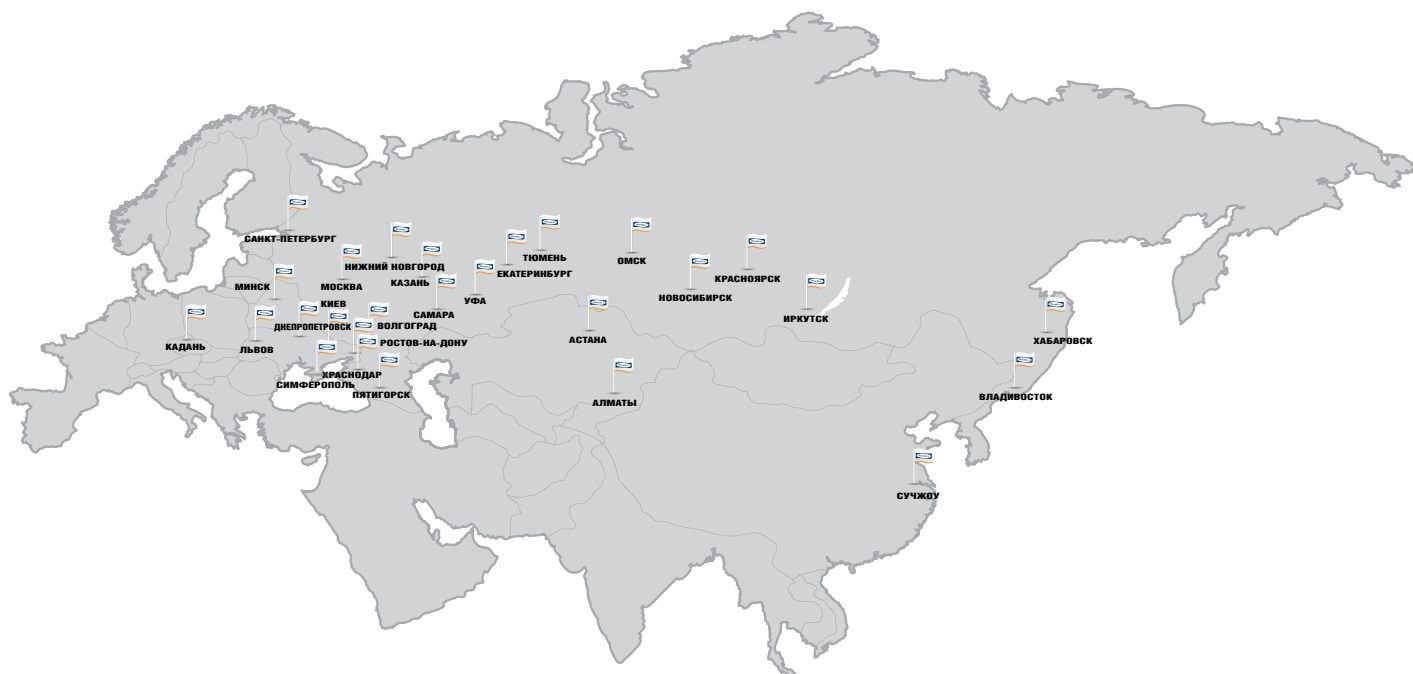 САНКТ-ПЕТЕРБУРГ
ТЮМЕНЬ
ОМСК
НИЖНИЙ НОВГОРОД
ЕКАТЕРИНБУРГ
КРАСНОЯРСК
МИНСК
МОСКВА
КАЗАНЬ
УФА
НОВОСИБИРСК
КИЕВ
САМАРА
ИРКУТСК
ДНЕПРОПЕТРОВСК
ВОЛГОГРАД
КАДАНЬ
ЛЬВОВ
РОСТОВ-НА-ДОНУ
АСТАНА
ХАБАРОВСК
ХРАСНОДАР
СИМФЕРОПОЛЬ
ПЯТИГОРСК
АЛМАТЫ
ВЛАДИВОСТОК
СУЧЖОУ